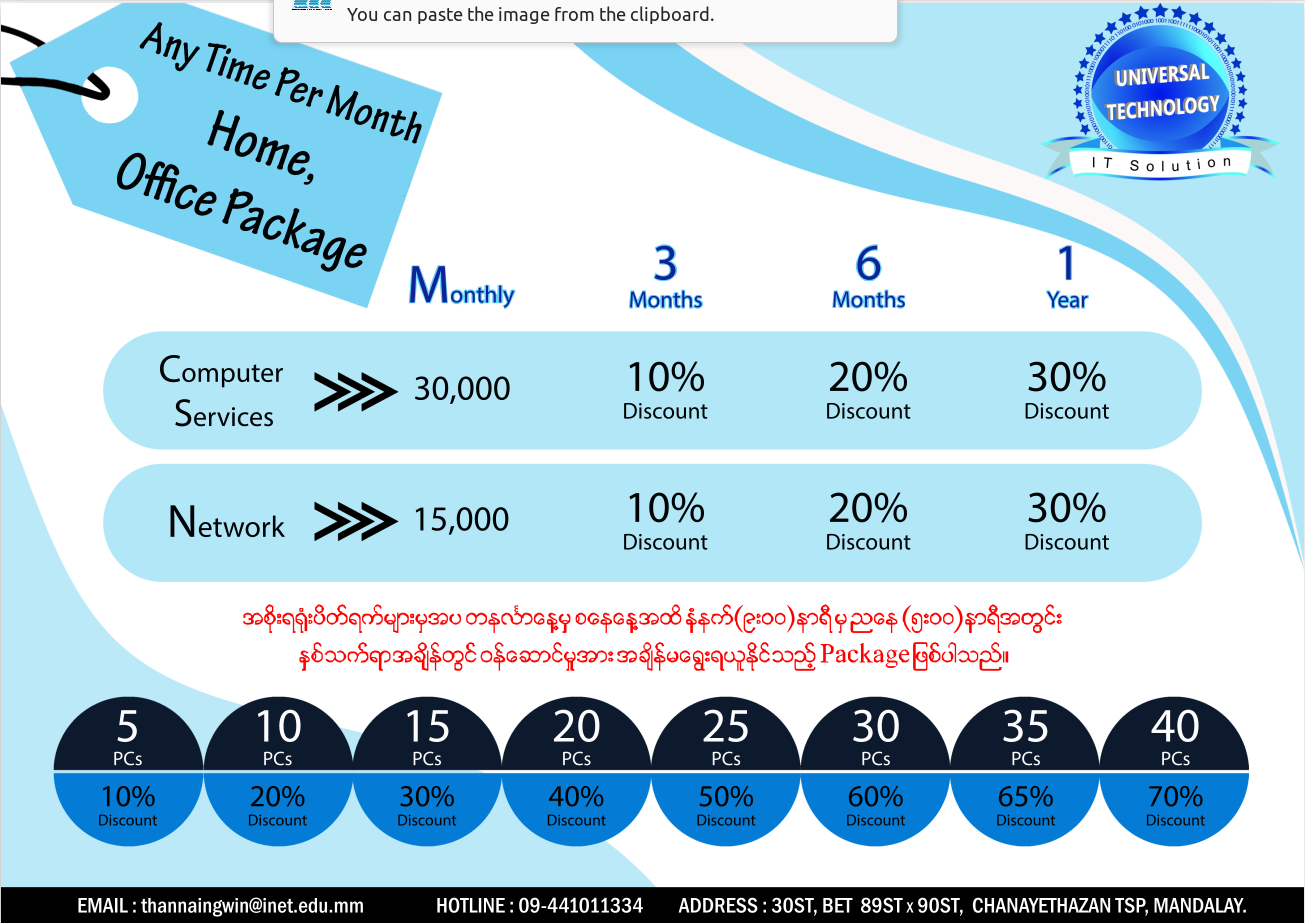 You can paste the image from the clipboard.
Any Time Per Month
Home,
Office Package
UNIVERSAL
TECHNOLOGY
IT Solution
Monthly
3
Months
6
Months
1
Year
Computer
Services
30,000
10%
Discount
20%
Discount
30%
Discount
Network
15,000
10%
Discount
20%
Discount
30%
Discount
အစိုးရရုံးပိတ်ရက်များမှအပ တနင်္လာနေ့မှ စနေနေ့အထိ နံနက်(၉း၀၀)နာရီမှ ညနေ (၅း၀၀)နာရီအတွင်း
နှစ်သက်ရာအချိန်တွင် ဝန်ဆောင်မှုအား အချိန်မရွေးရယူနိုင်သည့် Packageဖြစ်ပါသည်။
5
PCs
10%
Discount
10
PCs
20%
Discount
15
PCs
30%
Discount
20
PCs
40%
Discount
25
PCs
50%
Discount
30
PCs
60%
Discount
35
PCs
65%
Discount
40
PCs
70%
Discount
EMAIL : thannaingwin@inet.edu.mm HOTLINE : 09-441011334 ADDRESS : 30ST, BET 89ST x 90ST, CHANAYETHAZAN TSP, MANDALAY.